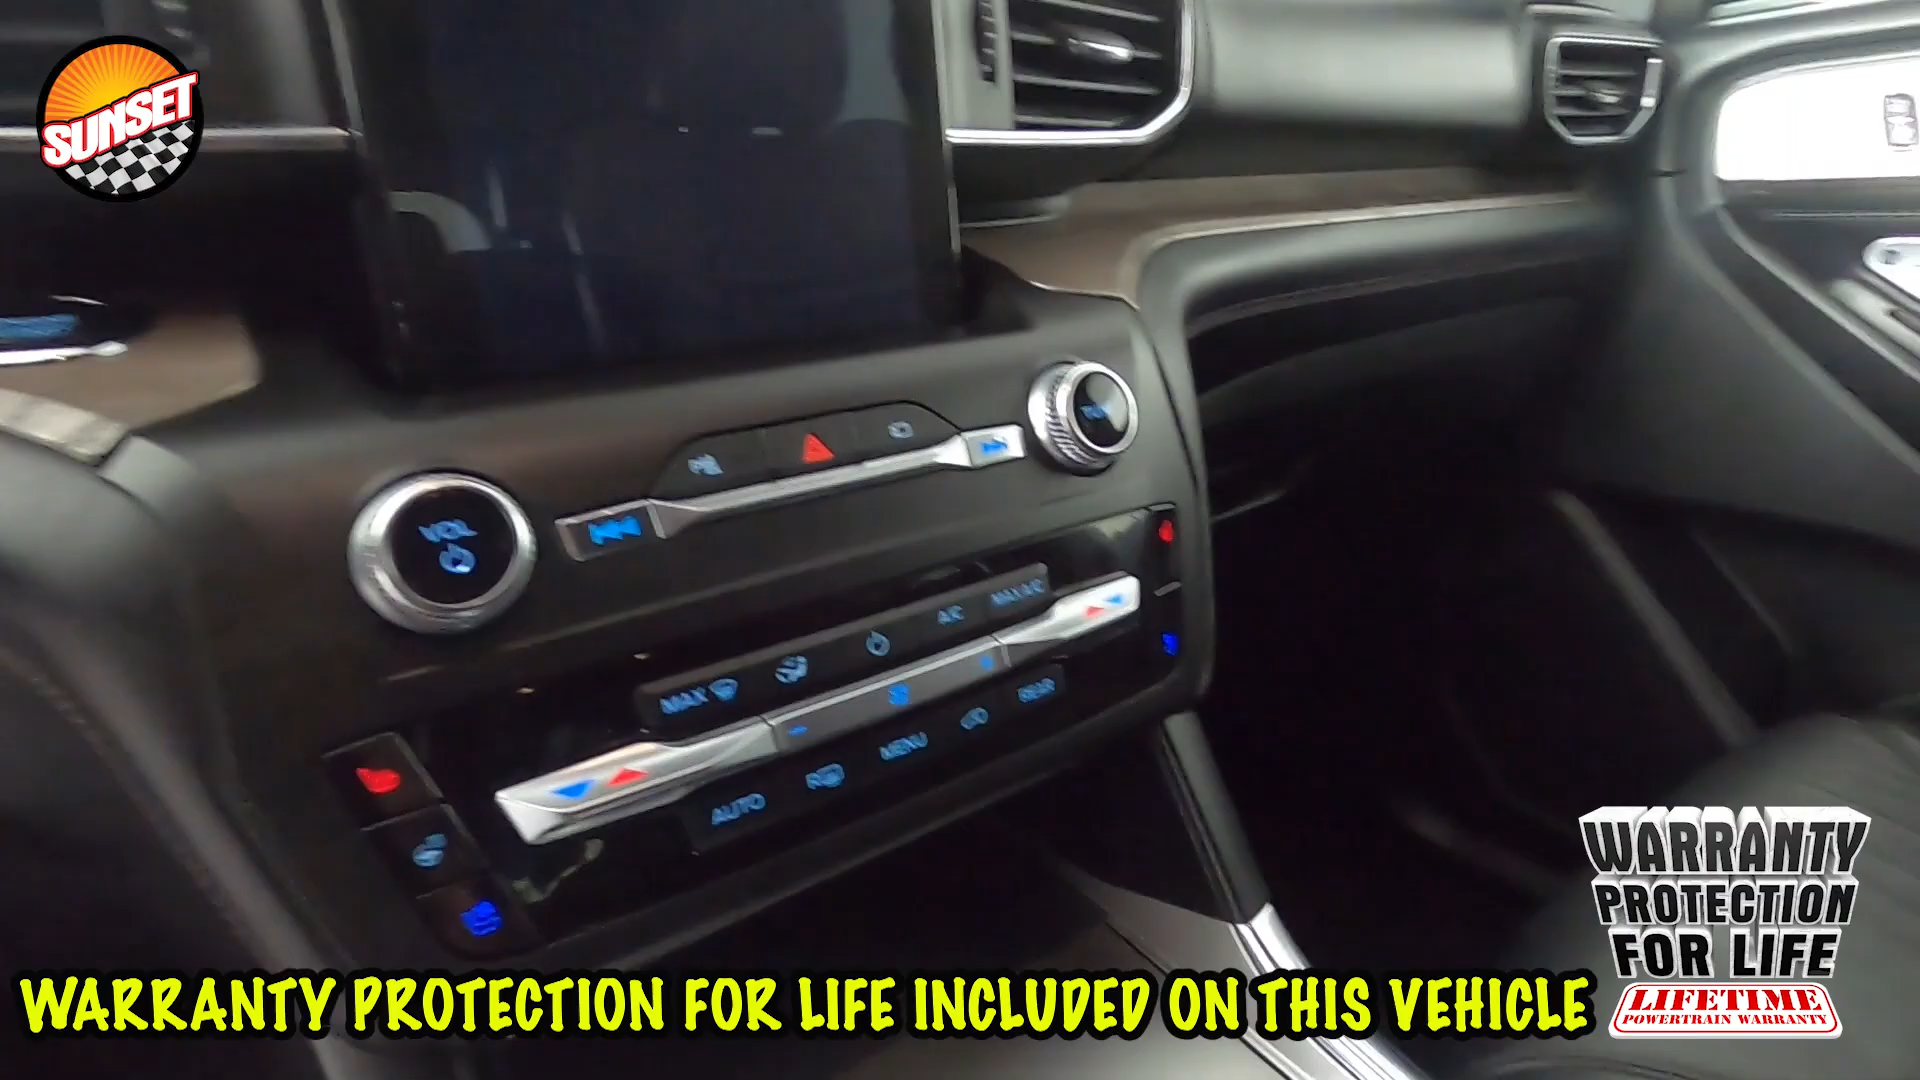 SUNSET
VOL
MAX
A/C
MAX A/C
AUTO
R
MENU
REAR
WARRANTY
PROTECTION
FOR LIFE
LIFETIME
POWERTRAIN WARRANTY
WARRANTY PROTECTION FOR LIFE INCLUDED ON THIS VEHICLE